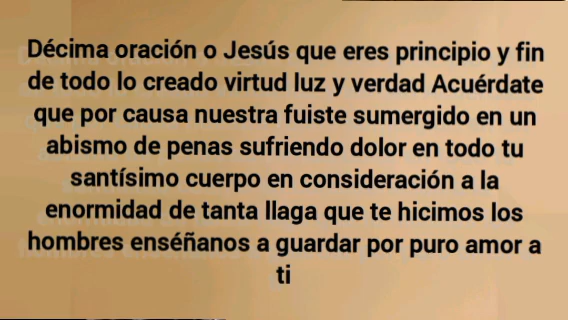 Décima oración o Jesús que eres principio y fin
de todo lo creado virtud luz y verdad Acuérdate
que por causa nuestra fuiste sumergido en un
abismo de penas sufriendo dolor en todo tu
santísimo cuerpo en consideración a la
enormidad de tanta llaga que te hicimos los
hombres enséñanos a guardar por puro amor a
ti